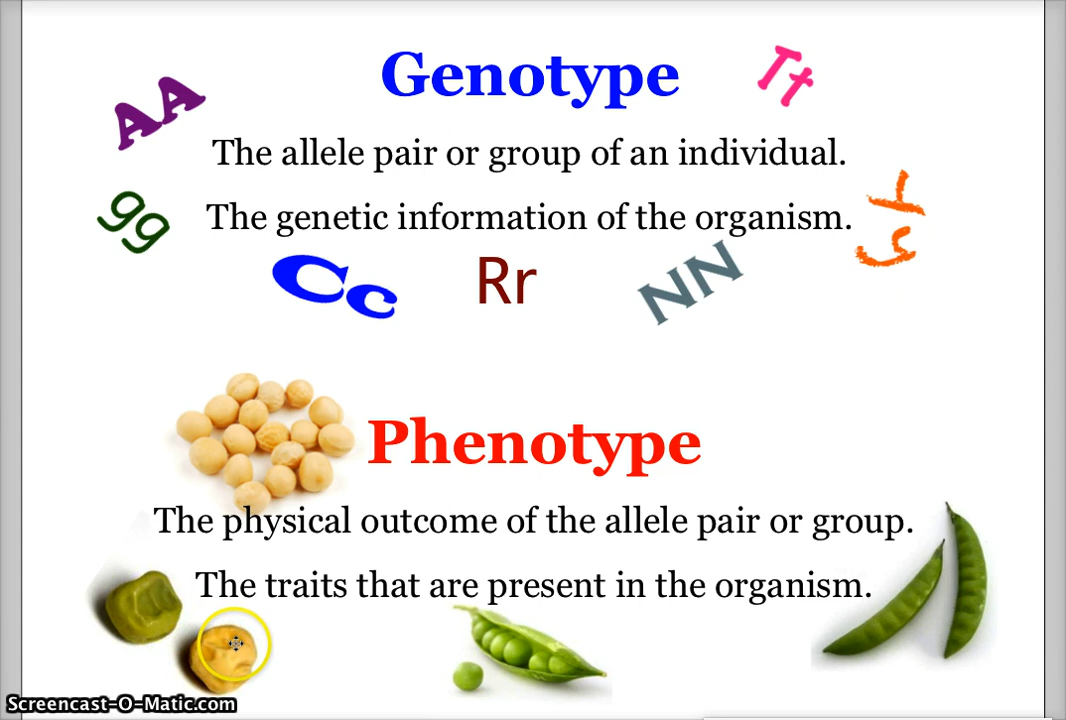 Genotype
AA
Tt
The allele pair or group of an individual.
gg
The genetic information of the organism.
Y
y
Cc
Rr
NN
Phenotype
The physical outcome of the allele pair or group.
The traits that are present in the organism.
Screencast-O-Matic.com